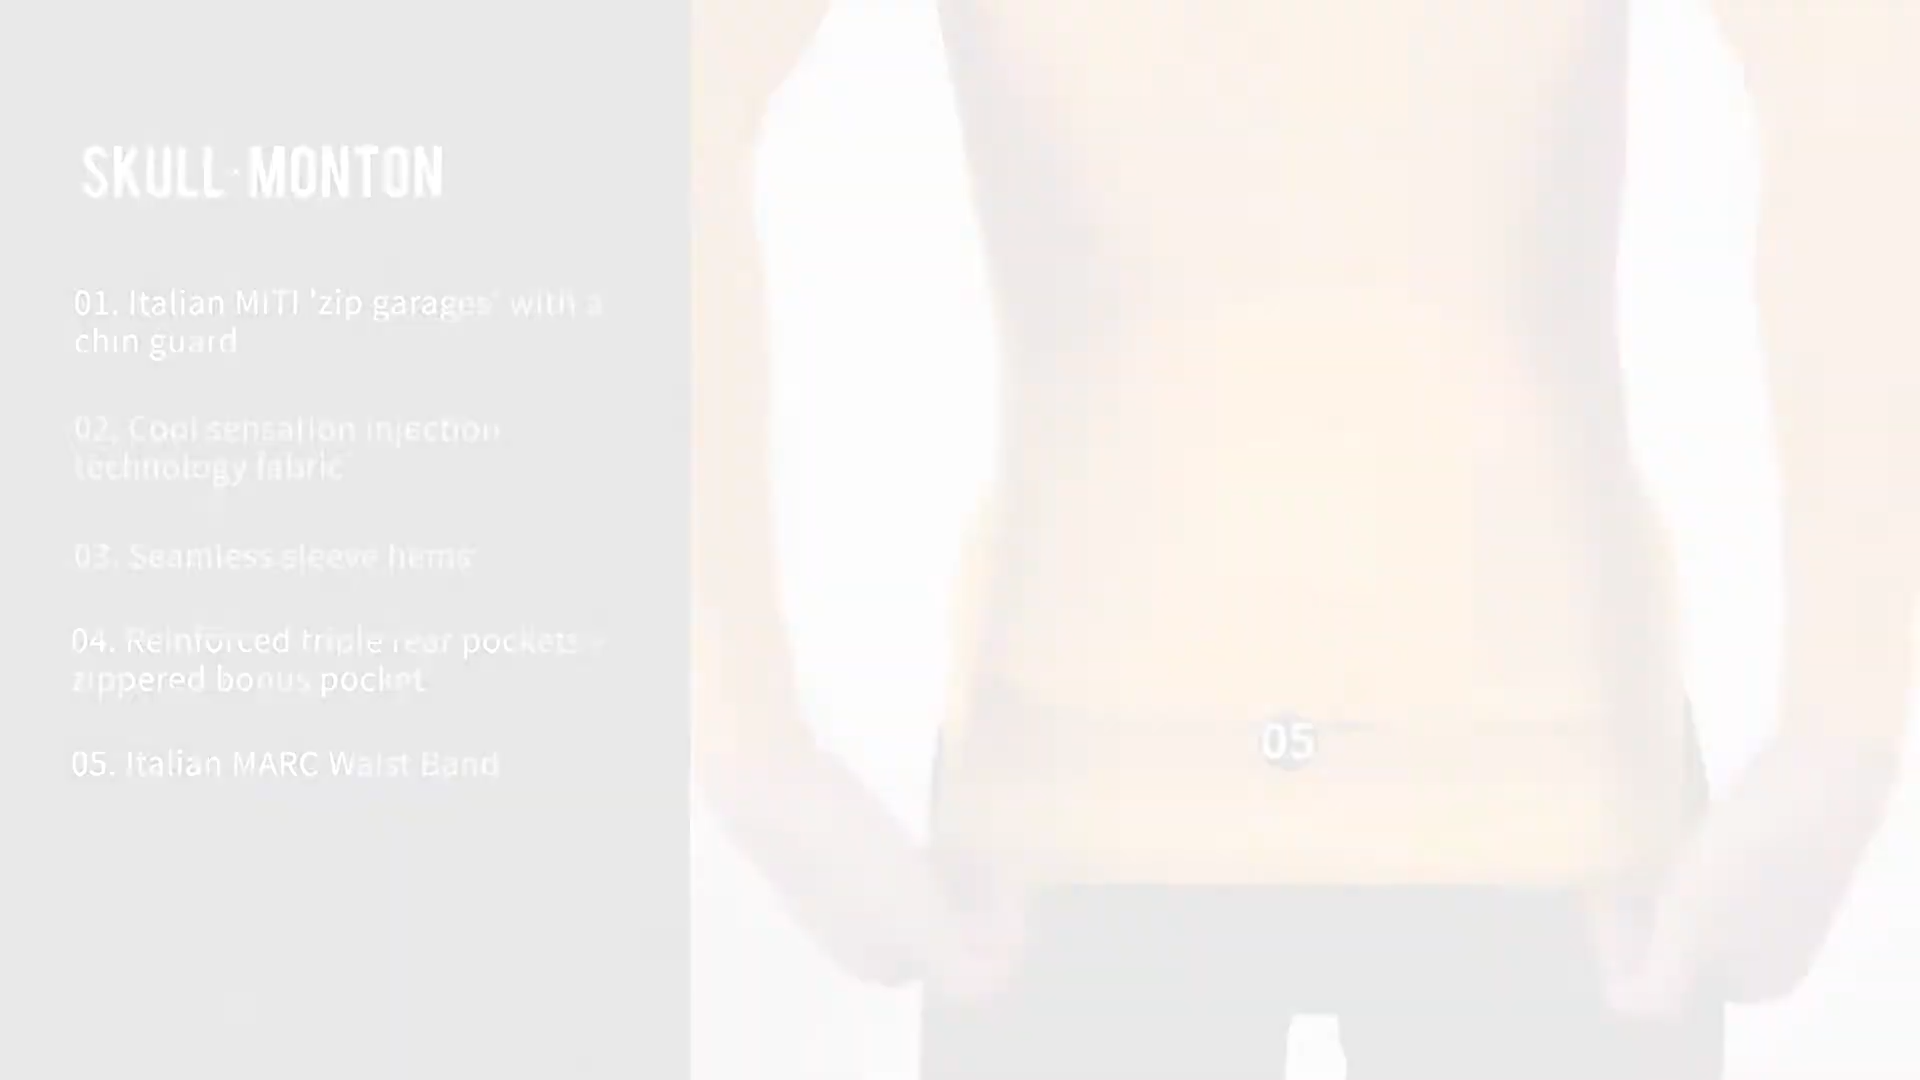 SKULL·MONTON
01. Italian MITI 'zip garages' with a
chin guard
02. Cool sensation injection
technology fabric
03. Seamless sleeve hems
04. Reinforced triple rear pockets +
zippered bonus pocket
05. Italian MARC Waist Band
05